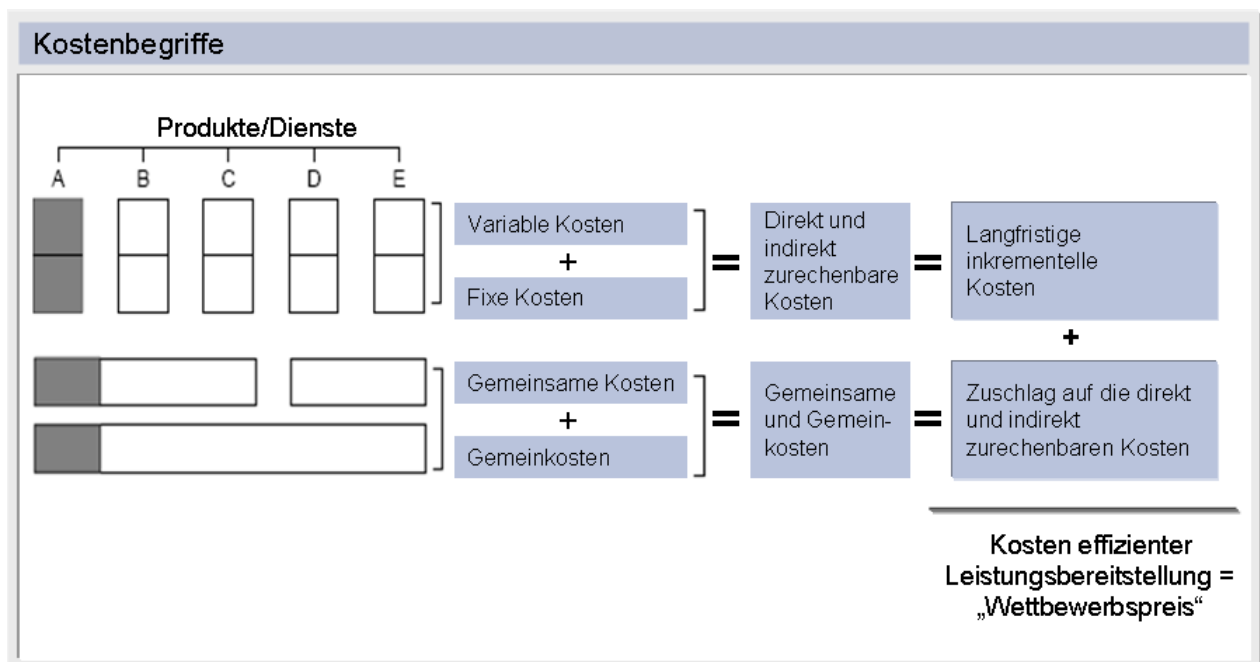 Kostenbegriffe
Produkte/Dienste
A B C D E
Variable Kosten
+
Fixe Kosten
=
Direkt und
indirekt
zurechenbare
Kosten
=
Langfristige
inkrementelle
Kosten
+
Gemeinsame Kosten
+
Gemeinkosten
=
Gemeinsame
und Gemein-
kosten
=
Zuschlag auf die direkt
und indirekt
zurechenbaren Kosten
Kosten effizienter
Leistungsbereitstellung =
„Wettbewerbspreis“